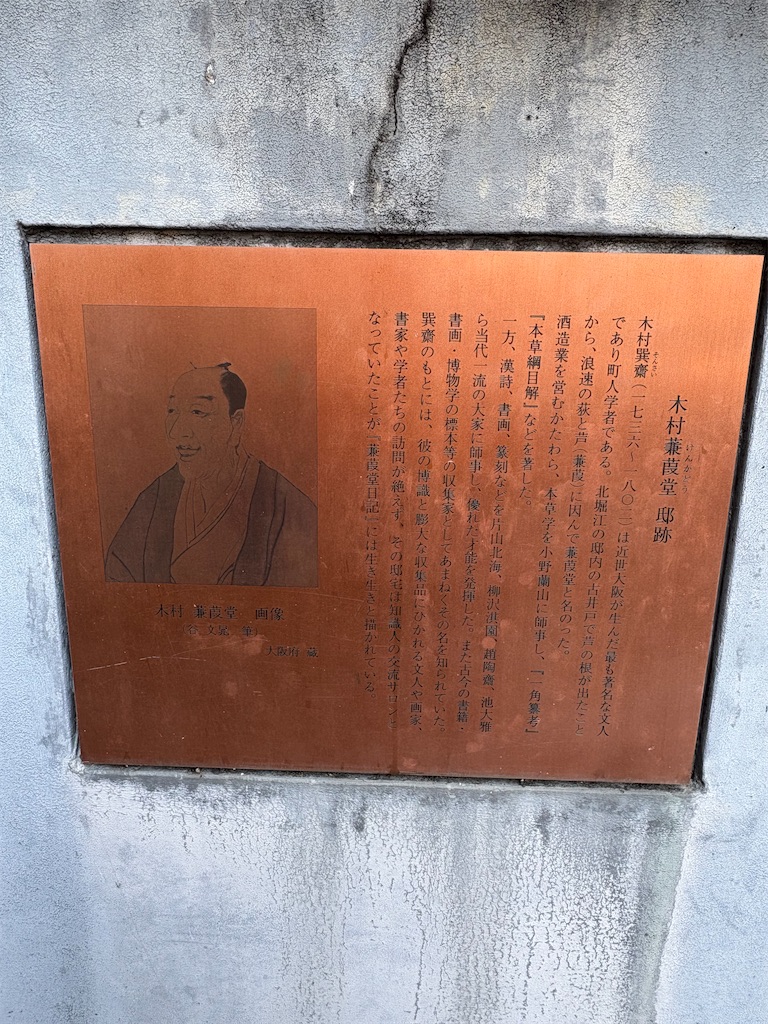 木村蒹葭堂 邸跡
けんかどう
木村巽齋(一七三六〜一八〇二)は近世大阪が生んだ最も著名な文人
そんさい
であり町人学者である。北堀江の邸内の古井戸で芦の根が出たこと
から、浪速の荻と芦(蒹葭)に因んで蒹葭堂と名のった。
酒造業を営むかたわら、本草学を小野蘭山に師事し、『一角纂考』
『本草綱目解』などを著した。
一方、漢詩、書画、篆刻などを片山北海、柳沢淇園、趙陶齋、池大雅
ら当代一流の大家に師事し、優れた才能を発揮した。また古今の書籍・
書画・博物学の標本等の収集家としてあまねくその名を知られていた。
巽齋のもとには、彼の博識と膨大な収集品にひかれる文人や画家、
書家や学者たちの訪問が絶えず、その邸宅は知識人の交流サロンと
なっていたことが『蒹葭堂日記』には生き生きと描かれている。
木村 蒹葭堂 画像
(谷 文晁 筆)
大阪府 蔵